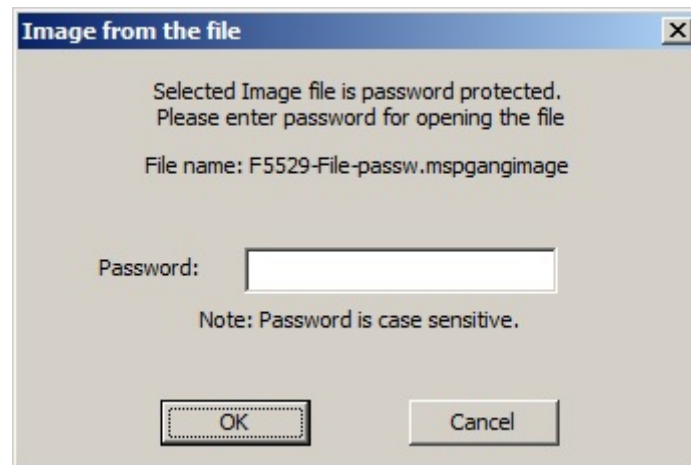 Image from the file
Selected Image file is password protected.
Please enter password for opening the file
File name: F5529-File-passw.mspgangimage
Password:
Note: Password is case sensitive.
OK
Cancel